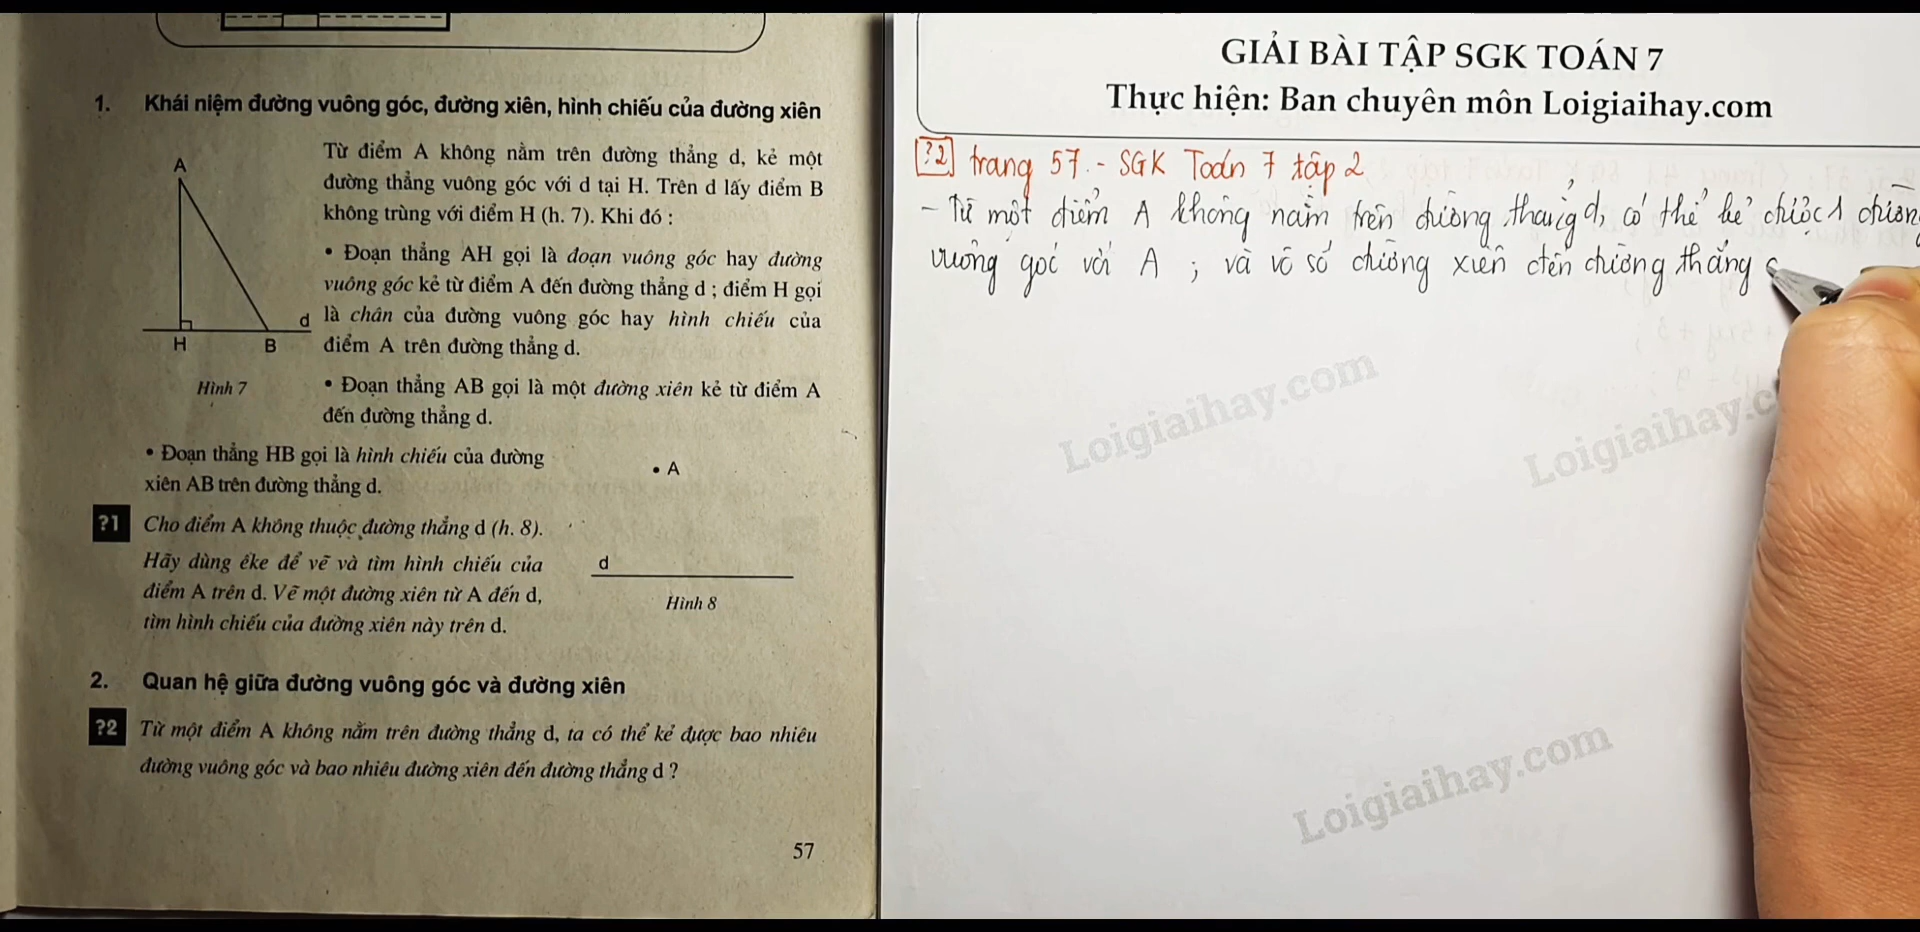 1. Khái niệm đường vuông góc, đường xiên, hình chiếu của đường xiên
A
d
H
B
Hình 7
Từ điểm A không nằm trên đường thẳng d, kẻ một
đường thẳng vuông góc với d tại H. Trên d lấy điểm B
không trùng với điểm H (h. 7). Khi đó :
• Đoạn thẳng AH gọi là đoạn vuông góc hay đường
vuông góc kẻ từ điểm A đến đường thẳng d ; điểm H gọi
là chân của đường vuông góc hay hình chiếu của
điểm A trên đường thẳng d.
• Đoạn thẳng AB gọi là một đường xiên kẻ từ điểm A
đến đường thẳng d.
• Đoạn thẳng HB gọi là hình chiếu của đường
xiên AB trên đường thẳng d.
?1 Cho điểm A không thuộc đường thẳng d (h. 8).
Hãy dùng êke để vẽ và tìm hình chiếu của
điểm A trên d. Vẽ một đường xiên từ A đến d,
tìm hình chiếu của đường xiên này trên d.
• A
d
Hình 8
2. Quan hệ giữa đường vuông góc và đường xiên
?2 Từ một điểm A không nằm trên đường thẳng d, ta có thể kẻ được bao nhiêu
đường vuông góc và bao nhiêu đường xiên đến đường thẳng d ?
57
GIẢI BÀI TẬP SGK TOÁN 7
Thực hiện: Ban chuyên môn Loigiaihay.com
?2 trang 57 - SGK Toán 7 tập 2
- Từ một điểm A không nằm trên đường thẳng d, có thể kẻ được 1 đườn
vuông góc với A ; và vô số đường xiên đến đường thẳng
Loigiaihay.com
Loigiaihay.c
Loigiaihay.com